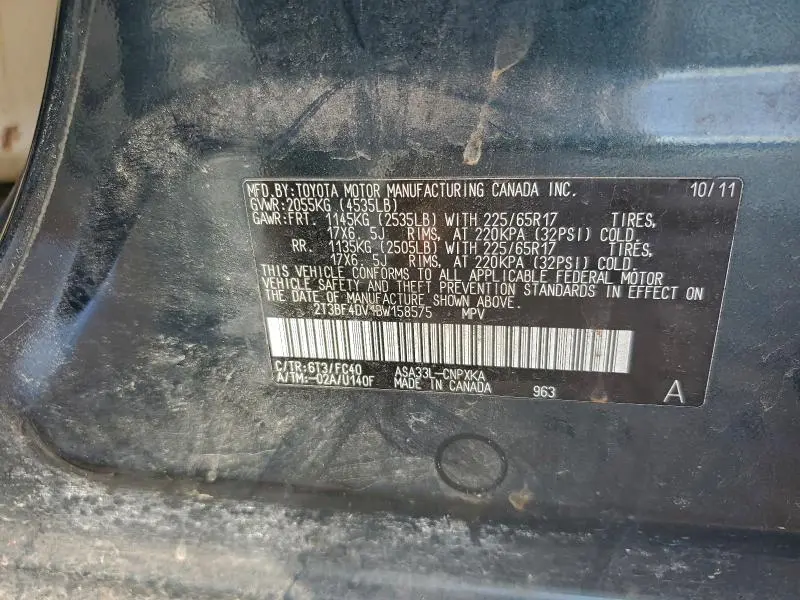 MFD.BY:TOYOTA MOTOR MANUFACTURING CANADA INC. 10/11
GVWR:2055KG (4535LB)
GAWR:FRT. 1145KG (2535LB) WITH 225/65R17 TIRES,
17X6.5J RIMS, AT 220KPA (32PSI) COLD
RR. 1135KG (2505LB) WITH 225/65R17 TIRES,
17X6.5J RIMS, AT 220KPA (32PSI) COLD
THIS VEHICLE CONFORMS TO ALL APPLICABLE FEDERAL MOTOR
VEHICLE SAFETY AND THEFT PREVENTION STANDARDS IN EFFECT ON
THE DATE OF MANUFACTURE SHOWN ABOVE.
2T3BF4DV1BW158575 MPV
C/TR:6T3/FC40 ASA33L-CNPXKA
A/TM:-02A/U140F MADE IN CANADA 963 A